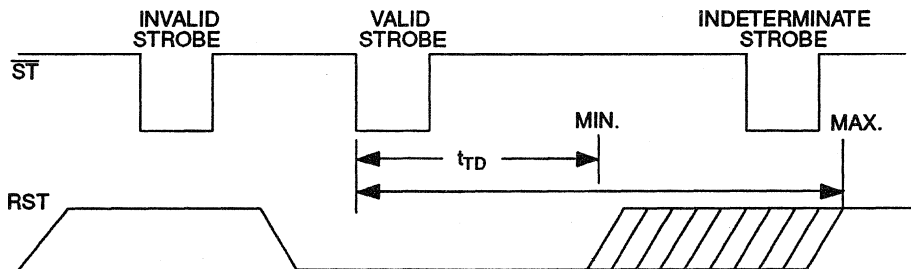 INVALID
STROBE
VALID
STROBE
INDETERMINATE
STROBE
ST
MIN.
MAX.
tTD
RST